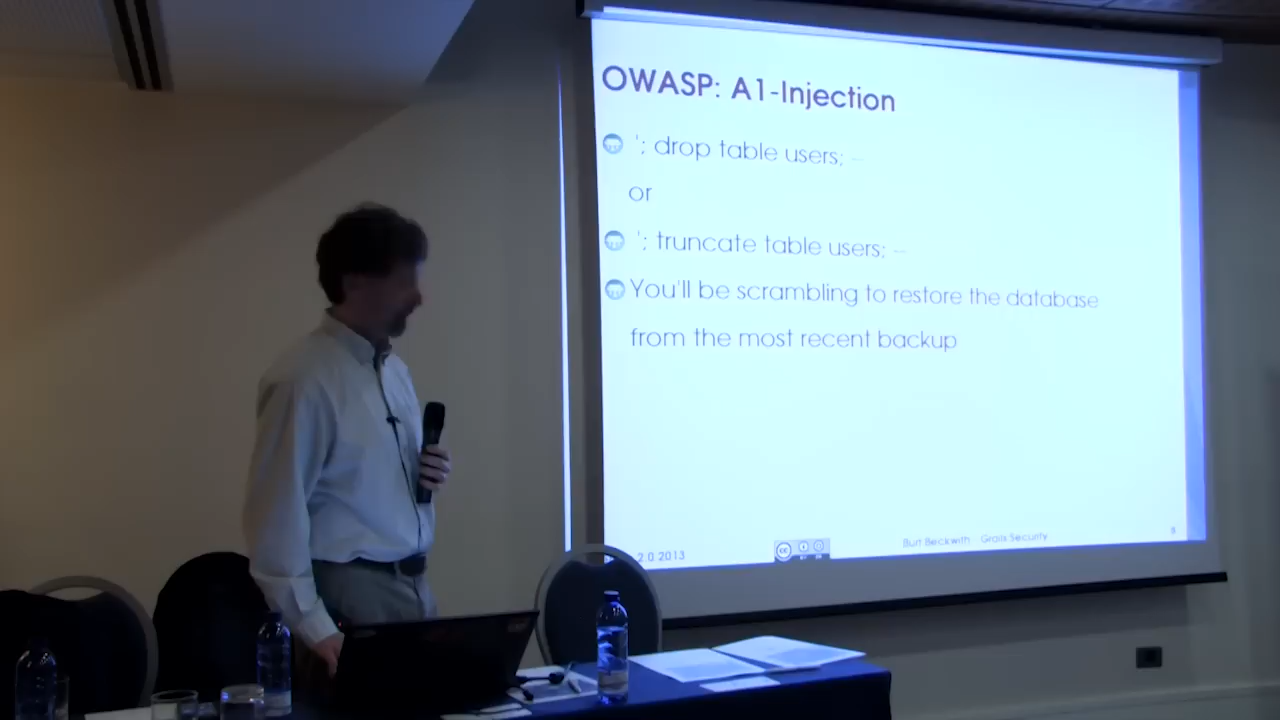 OWASP: A1-Injection
'; drop table users; --
or
'; truncate table users; --
You'll be scrambling to restore the database
from the most recent backup
2.0.2013
cc
Burt Beckwith - Grails Security